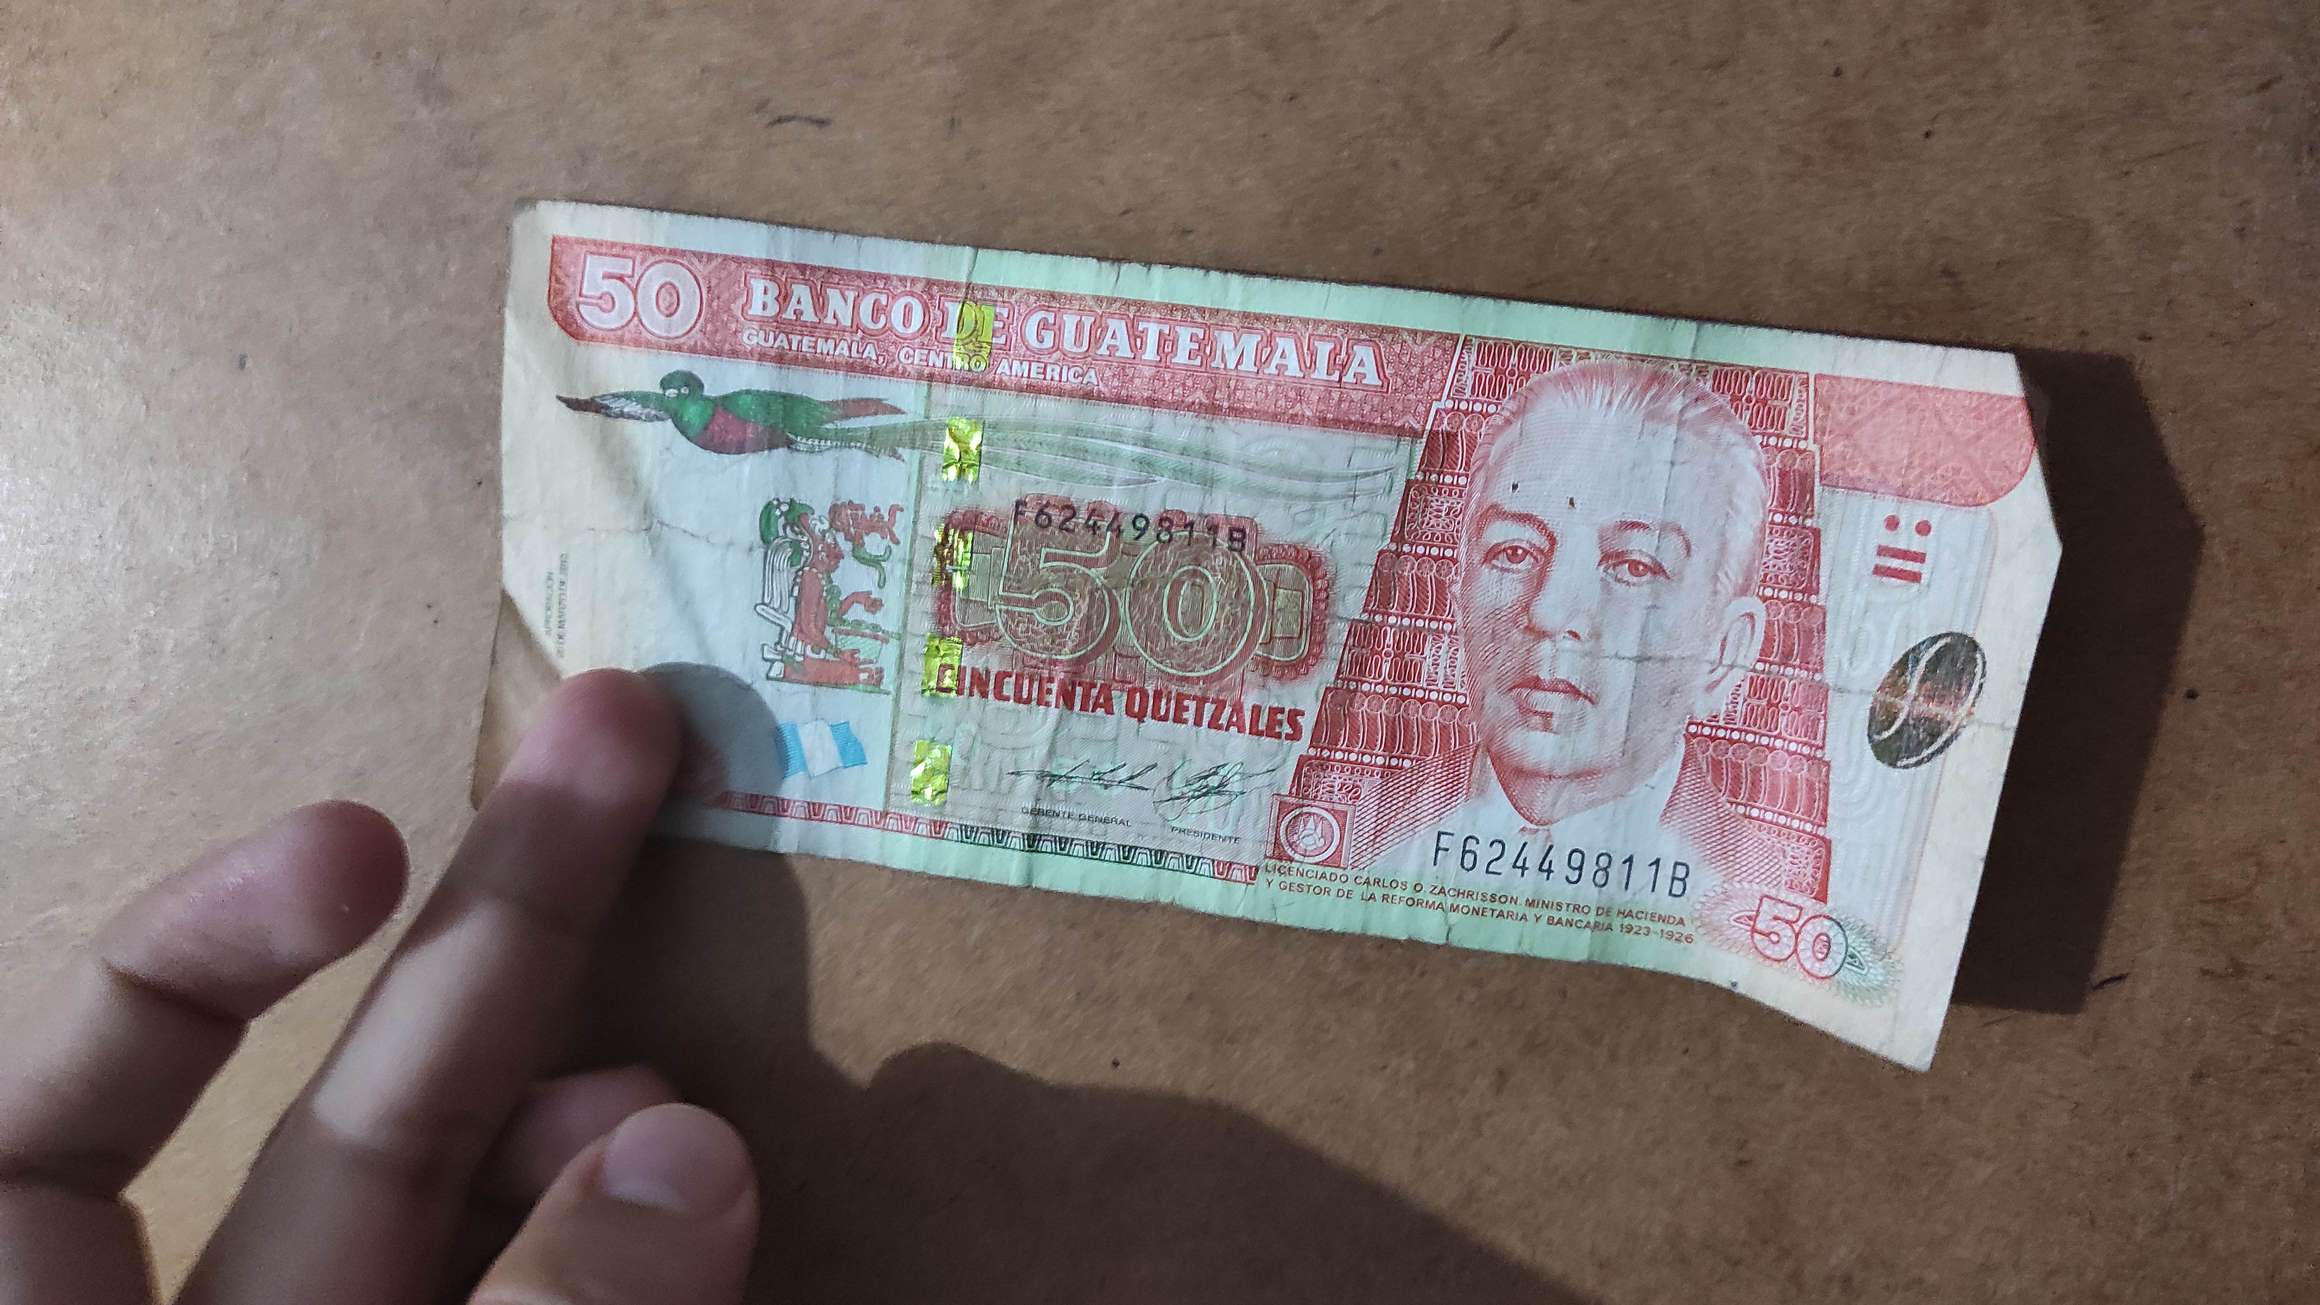 50 BANCO DE GUATEMALA
GUATEMALA, CENTRO AMERICA
F62449811B
50
CINCUENTA QUETZALES
GERENTE GENERAL
PRESIDENTE
F62449811B
LICENCIADO CARLOS O. ZACHRISSON. MINISTRO DE HACIENDA
Y GESTOR DE LA REFORMA MONETARIA Y BANCARIA 1923-1926
50